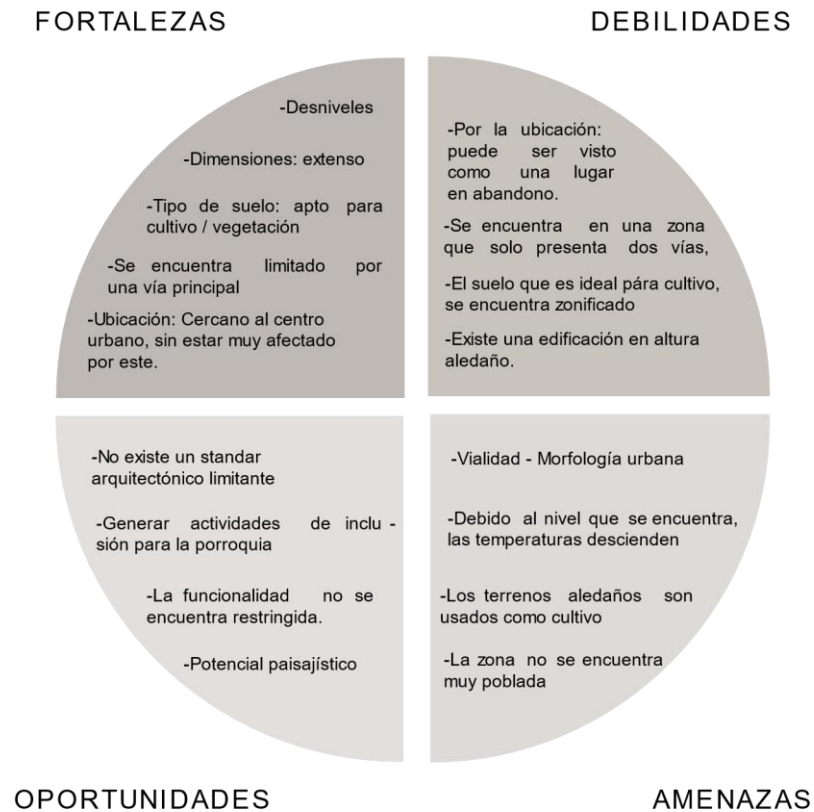 FORTALEZAS
-Desniveles
-Dimensiones: extenso
-Tipo de suelo: apto para
cultivo / vegetación
-Se encuentra limitado por
una vía principal
-Ubicación: Cercano al centro
urbano, sin estar muy afectado
por este.
DEBILIDADES
-Por la ubicación:
puede ser visto
como una lugar
en abandono.
-Se encuentra en una zona
que solo presenta dos vías,
-El suelo que es ideal pára cultivo,
se encuentra zonificado
-Existe una edificación en altura
aledaño.
-No existe un standar
arquitectónico limitante
-Generar actividades de inclu -
sión para la porroquia
-La funcionalidad no se
encuentra restringida.
-Potencial paisajístico
OPORTUNIDADES
-Vialidad - Morfología urbana
-Debido al nivel que se encuentra,
las temperaturas descienden
-Los terrenos aledaños son
usados como cultivo
-La zona no se encuentra
muy poblada
AMENAZAS